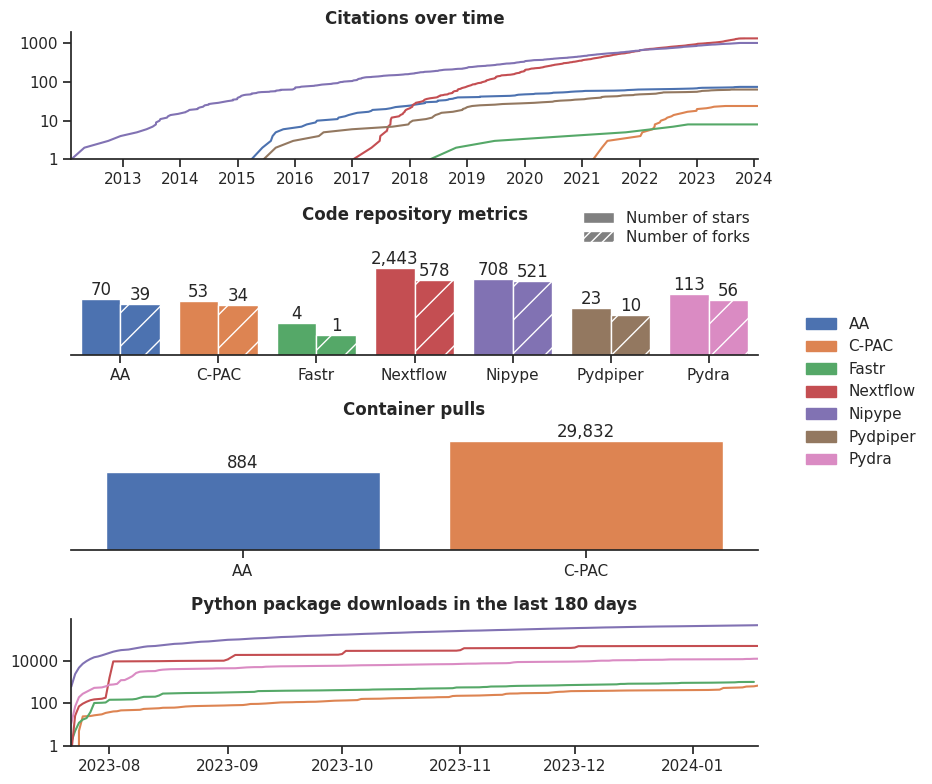 Citations over time
1000
100
10
1
2013 2014 2015 2016 2017 2018 2019 2020 2021 2022 2023 2024
Code repository metrics
Number of stars
Number of forks
70 39 53 34 4 1 2,443 578 708 521 23 10 113 56
AA C-PAC Fastr Nextflow Nipype Pydpiper Pydra
AA
C-PAC
Fastr
Nextflow
Nipype
Pydpiper
Pydra
Container pulls
884 29,832
AA C-PAC
Python package downloads in the last 180 days
10000
100
1
2023-08 2023-09 2023-10 2023-11 2023-12 2024-01